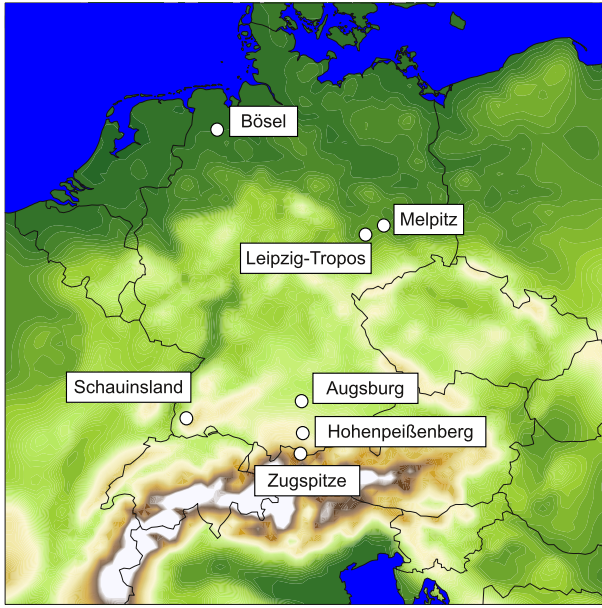 Bösel
Melpitz
Leipzig-Tropos
Schauinsland
Augsburg
Hohenpeißenberg
Zugspitze